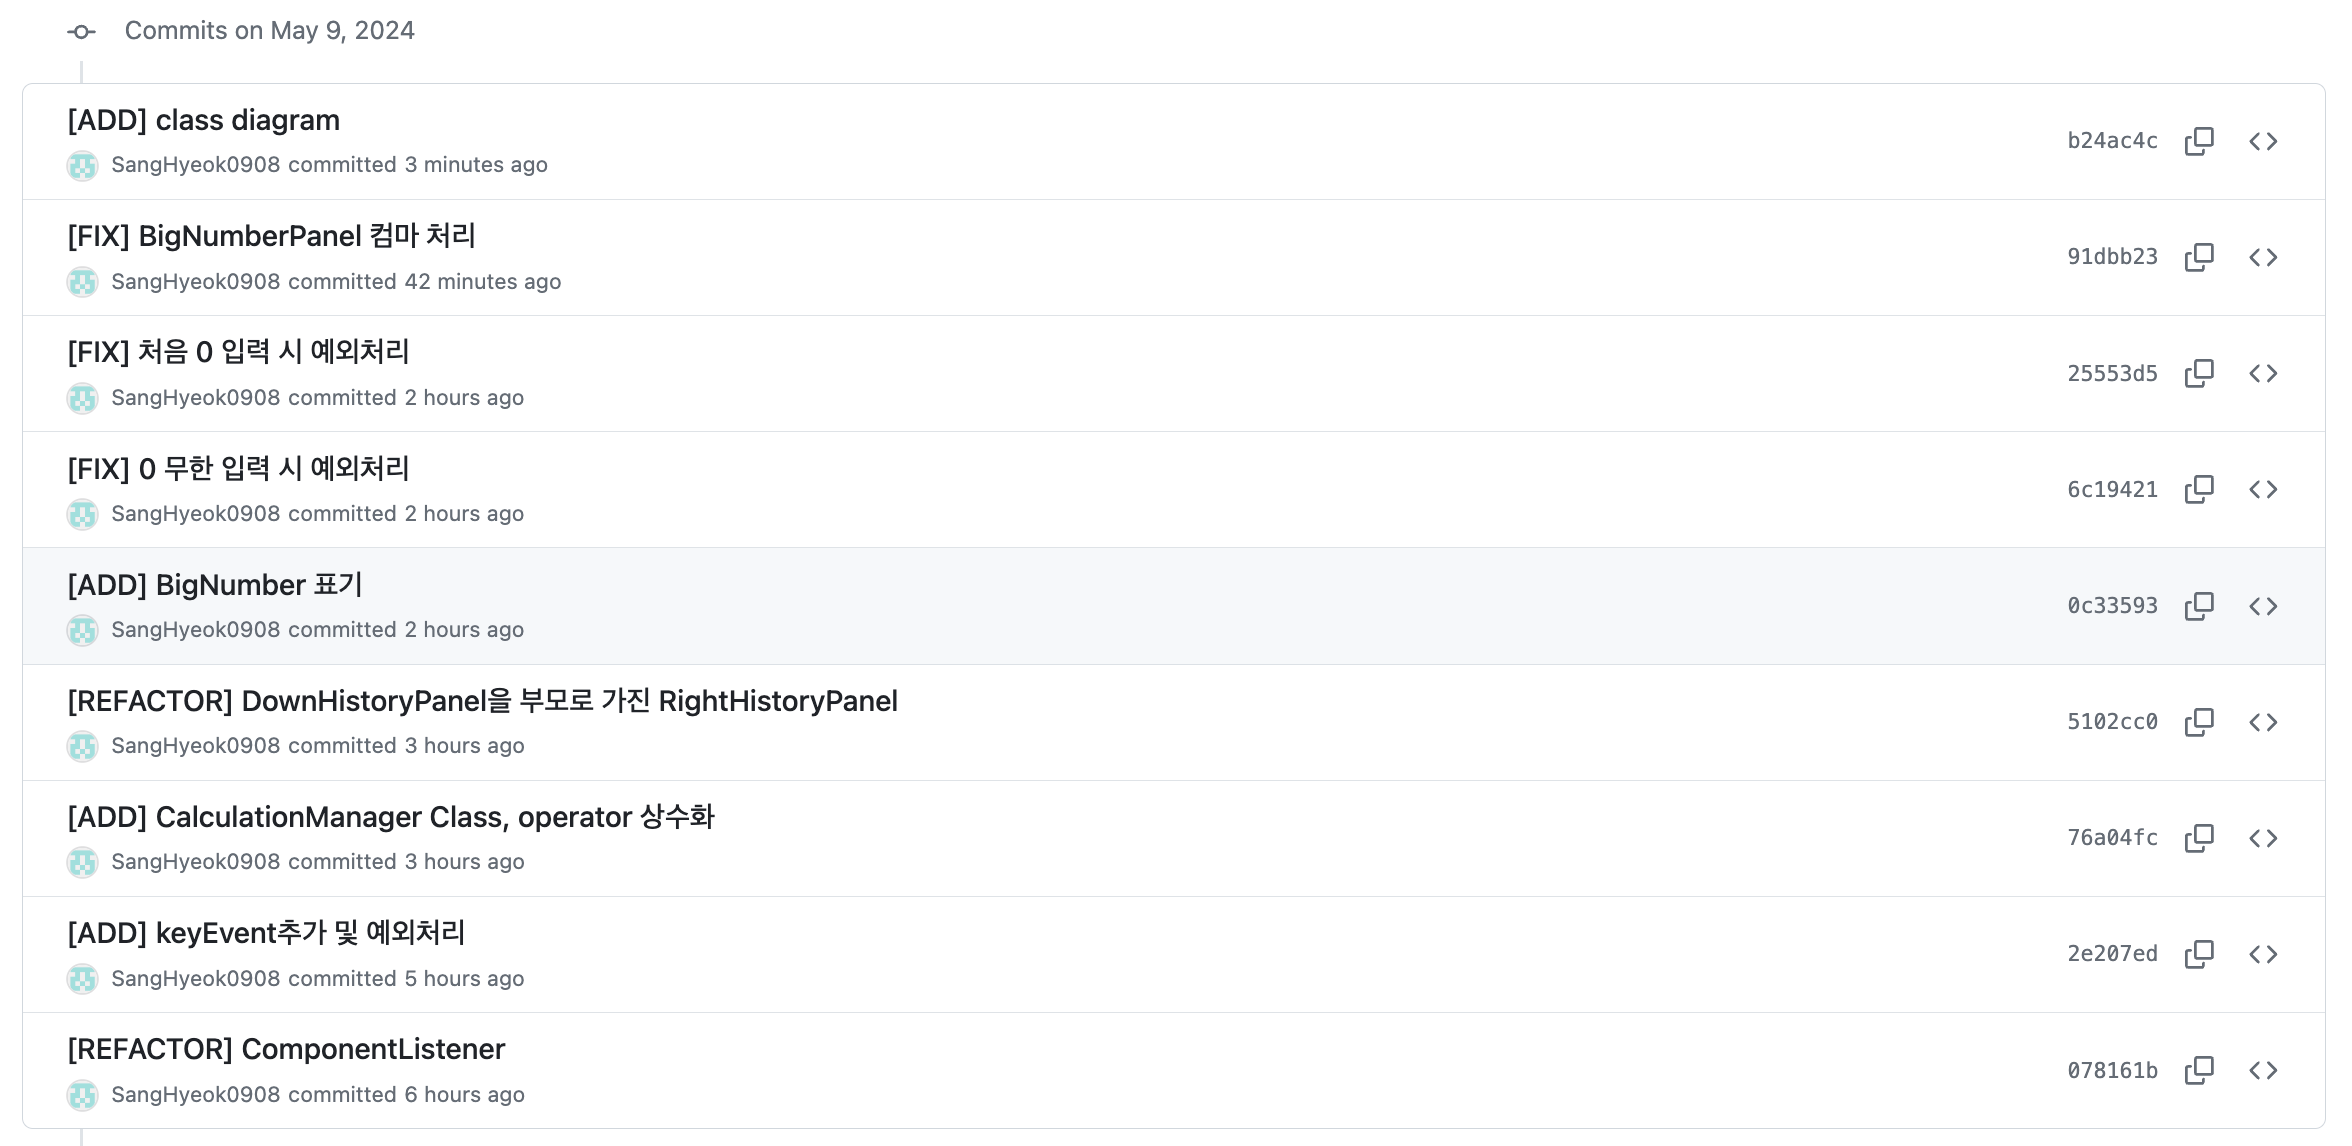 Commits on May 9, 2024
[ADD] class diagram
SangHyeok0908 committed 3 minutes ago
b24ac4c
[FIX] BigNumberPanel 컴마 처리
SangHyeok0908 committed 42 minutes ago
91dbb23
[FIX] 처음 0 입력 시 예외처리
SangHyeok0908 committed 2 hours ago
25553d5
[FIX] 0 무한 입력 시 예외처리
SangHyeok0908 committed 2 hours ago
6c19421
[ADD] BigNumber 표기
SangHyeok0908 committed 2 hours ago
0c33593
[REFACTOR] DownHistoryPanel을 부모로 가진 RightHistoryPanel
SangHyeok0908 committed 3 hours ago
5102cc0
[ADD] CalculationManager Class, operator 상수화
SangHyeok0908 committed 3 hours ago
76a04fc
[ADD] keyEvent추가 및 예외처리
SangHyeok0908 committed 5 hours ago
2e207ed
[REFACTOR] ComponentListener
SangHyeok0908 committed 6 hours ago
078161b